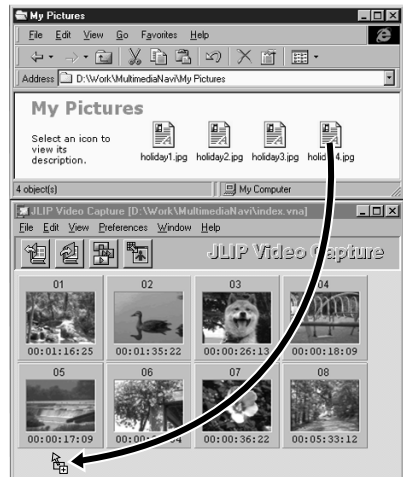 My Pictures
File Edit View Go Favorites Help
Address D:\Work\MultimediaNavi\My Pictures
My Pictures
Select an icon to
view its
description.
holiday1.jpg holiday2.jpg holiday3.jpg
4 object(s) My Computer
JLIP Video Capture [D:\Work\MultimediaNavi\index.vna]
File Edit View Preferences Window Help
JLIP Video Capture
01 02 03 04
00:01:16:25 00:01:35:22 00:00:26:13 00:00:18:09
05 06 07 08
00:00:17:09 00:00:36:22 00:05:33:12